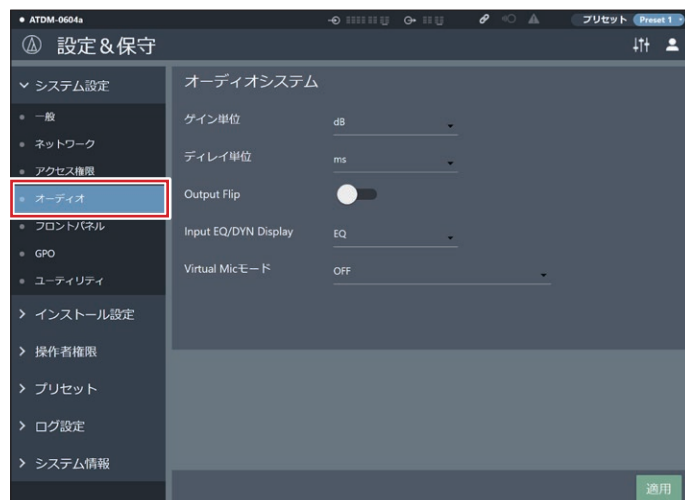 ATDM-0604a
プリセット Preset 1
設定＆保守
システム設定
一般
ネットワーク
アクセス権限
オーディオ
フロントパネル
GPO
ユーティリティ
インストール設定
操作者権限
プリセット
ログ設定
システム情報
オーディオシステム
ゲイン単位 dB
ディレイ単位 ms
Output Flip
Input EQ/DYN Display EQ
Virtual Micモード OFF
適用